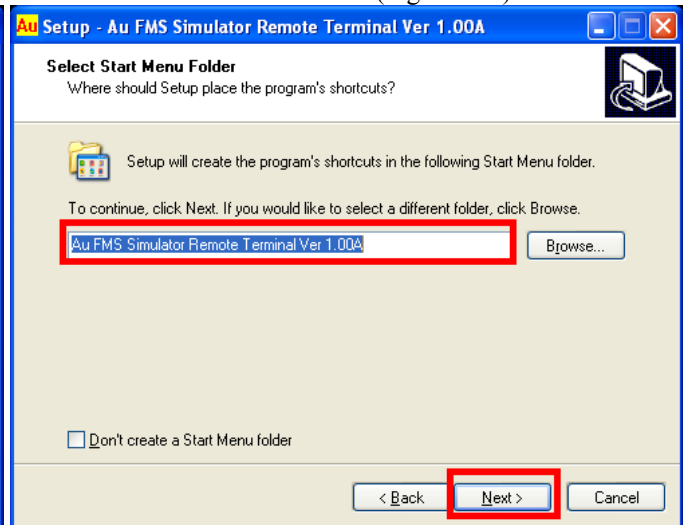 Au Setup - Au FMS Simulator Remote Terminal Ver 1.00A
Select Start Menu Folder
Where should Setup place the program's shortcuts?
Setup will create the program's shortcuts in the following Start Menu folder.
To continue, click Next. If you would like to select a different folder, click Browse.
Au FMS Simulator Remote Terminal Ver 1.00A
Browse...
Don't create a Start Menu folder
< Back
Next >
Cancel